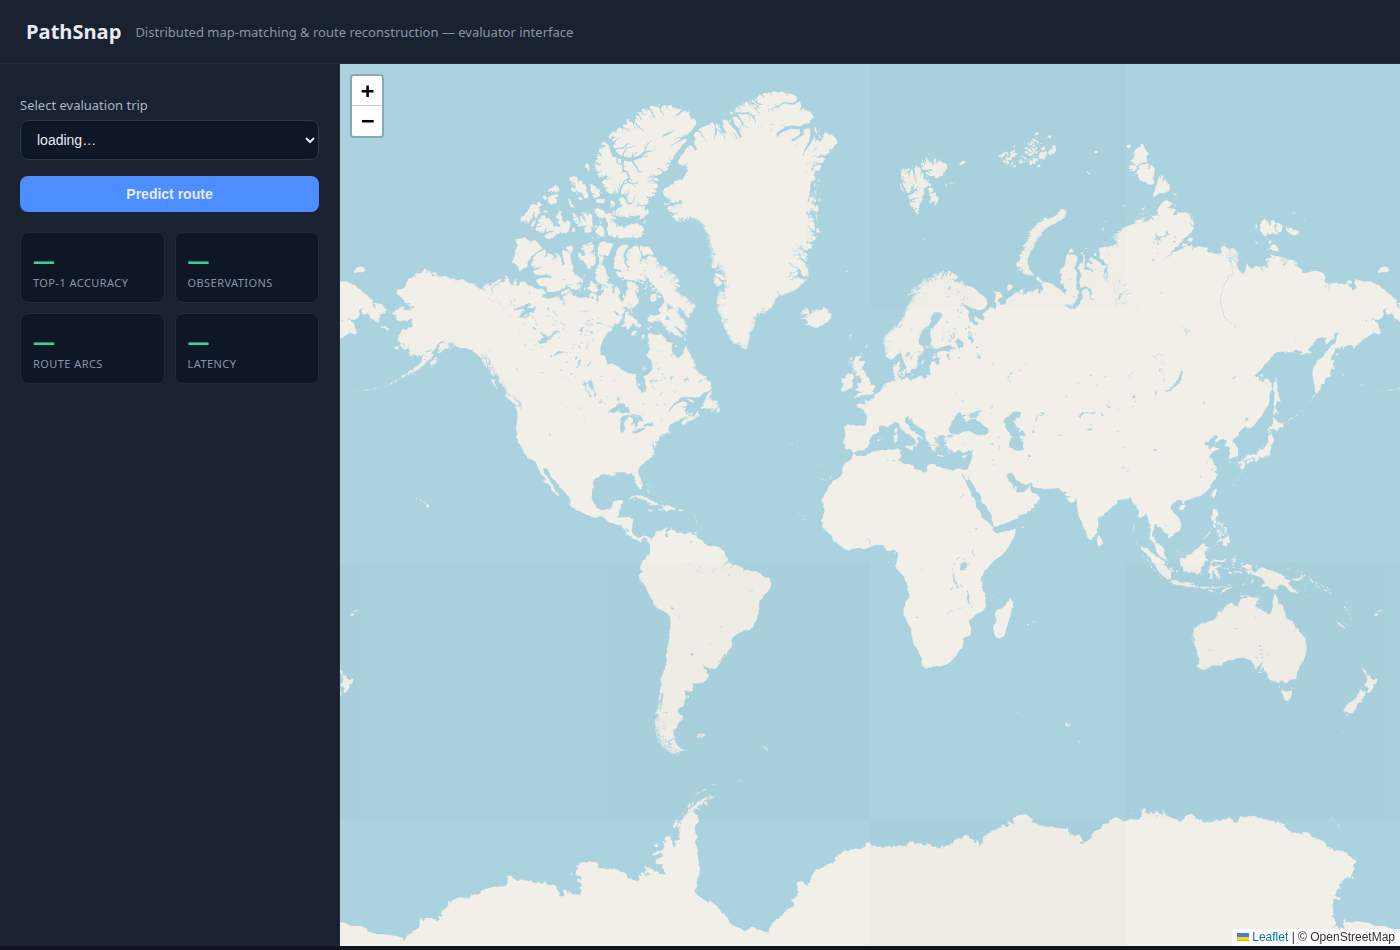 PathSnap Distributed map-matching & route reconstruction — evaluator interface
Select evaluation trip
loading…
Predict route
—
TOP-1 ACCURACY
—
OBSERVATIONS
—
ROUTE ARCS
—
LATENCY
+
−
Leaflet | © OpenStreetMap